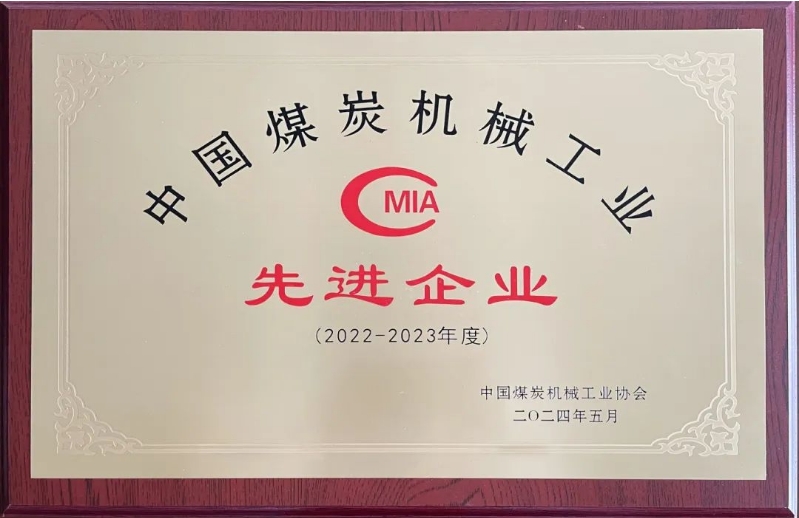 中国煤炭机械工业
CMIA
先进企业
(2022-2023年度)
中国煤炭机械工业协会
二〇二四年五月